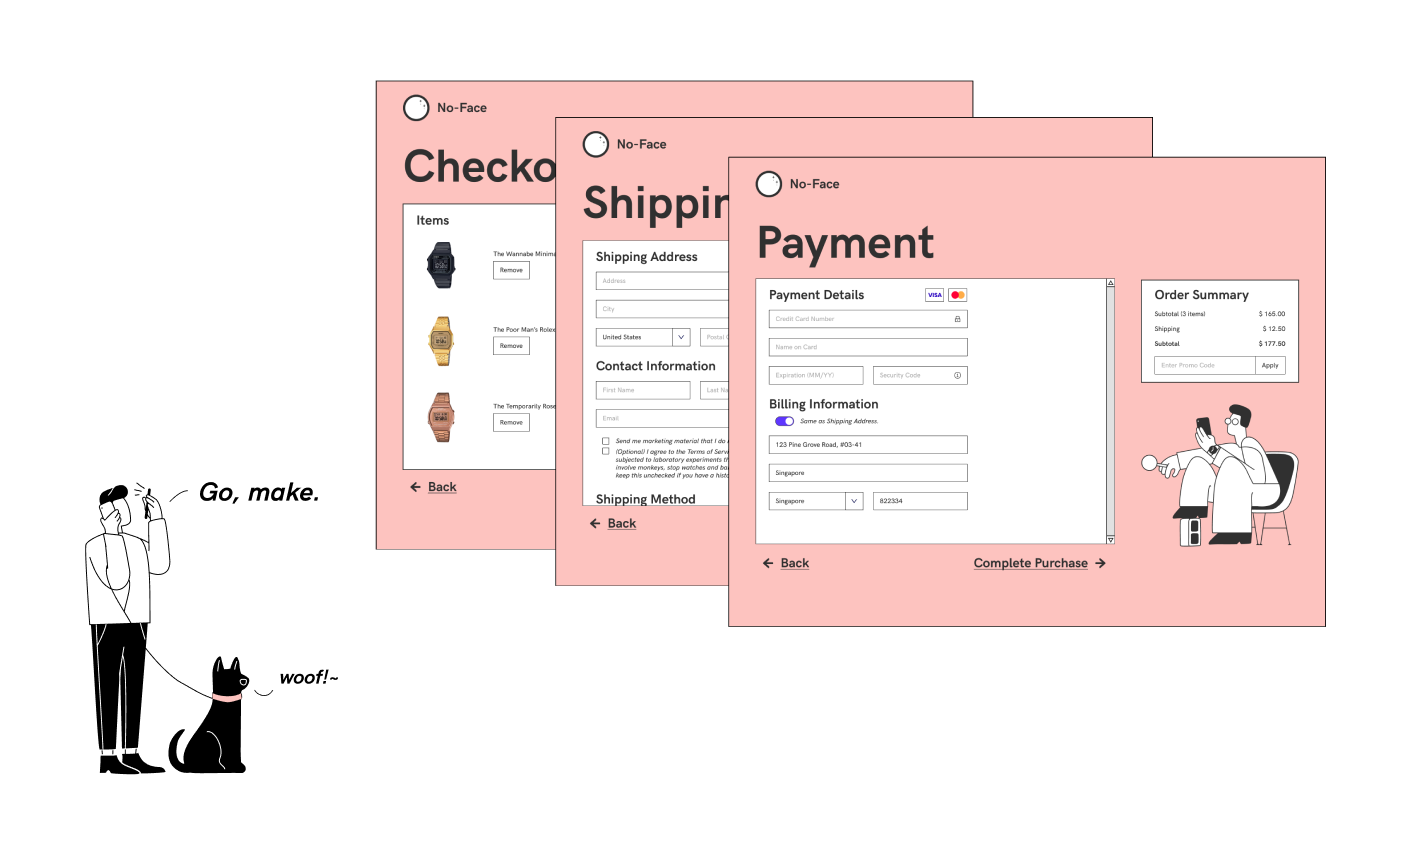 No-Face
Checko
Items
The Wannabe Minima
Remove
The Poor Man's Rolex
Remove
The Temporarily Rose
Remove
Back
No-Face
Shippin
Shipping Address
Address
City
United States
Postal C
Contact Information
First Name
Last Na
Email
Send me marketing material that I do
(Optional) I agree to the Terms of Serv
subjected to laboratory experiments th
involve monkeys, stop watches and ba
keep this unchecked if you have a histo
Shipping Method
Back
No-Face
Payment
Payment Details
VISA
Credit Card Number
Name on Card
Expiration (MM/YY)
Security Code
Billing Information
Same as Shipping Address.
123 Pine Grove Road, #03-41
Singapore
Singapore
822334
Back
Complete Purchase
Order Summary
Subtotal (3 items) $ 165.00
Shipping $ 12.50
Subtotal $ 177.50
Enter Promo Code
Apply
Go, make.
woof!~